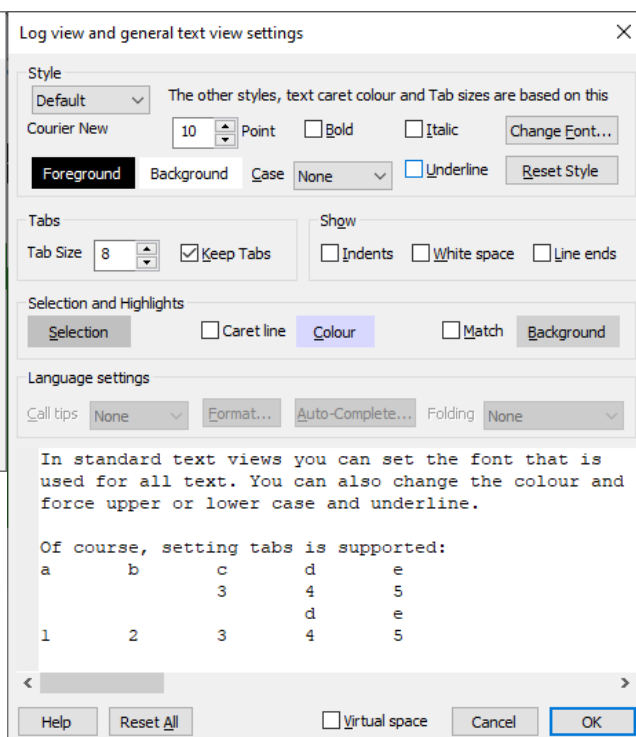 Log view and general text view settings
Style
Default The other styles, text caret colour and Tab sizes are based on this
Courier New 10 Point Bold Italic Change Font...
Foreground Background Case None Underline Reset Style
Tabs Show
Tab Size 8 Keep Tabs Indents White space Line ends
Selection and Highlights
Selection Caret line Colour Match Background
Language settings
Call tips None Format... Auto-Complete... Folding None
In standard text views you can set the font that is
used for all text. You can also change the colour and
force upper or lower case and underline.
Of course, setting tabs is supported:
a b c d e
3 4 5
d e
1 2 3 4 5
Help Reset All Virtual space Cancel OK